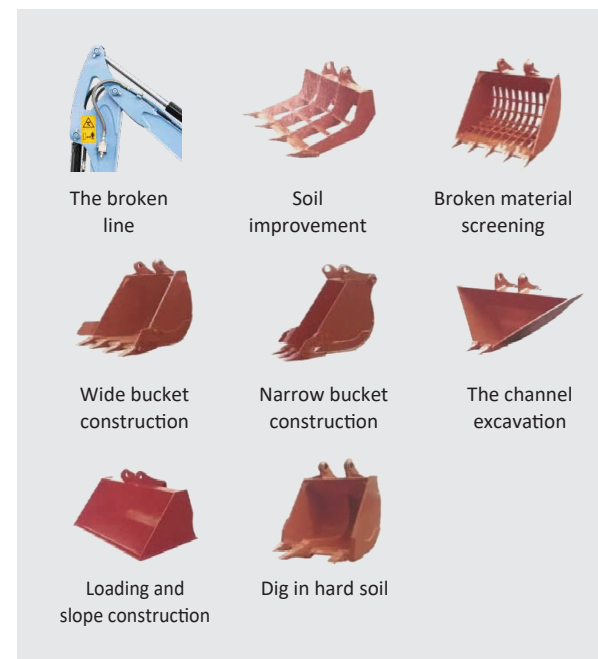 The broken
line
Soil
improvement
Broken material
screening
Wide bucket
construction
Narrow bucket
construction
The channel
excavation
Loading and
slope construction
Dig in hard soil